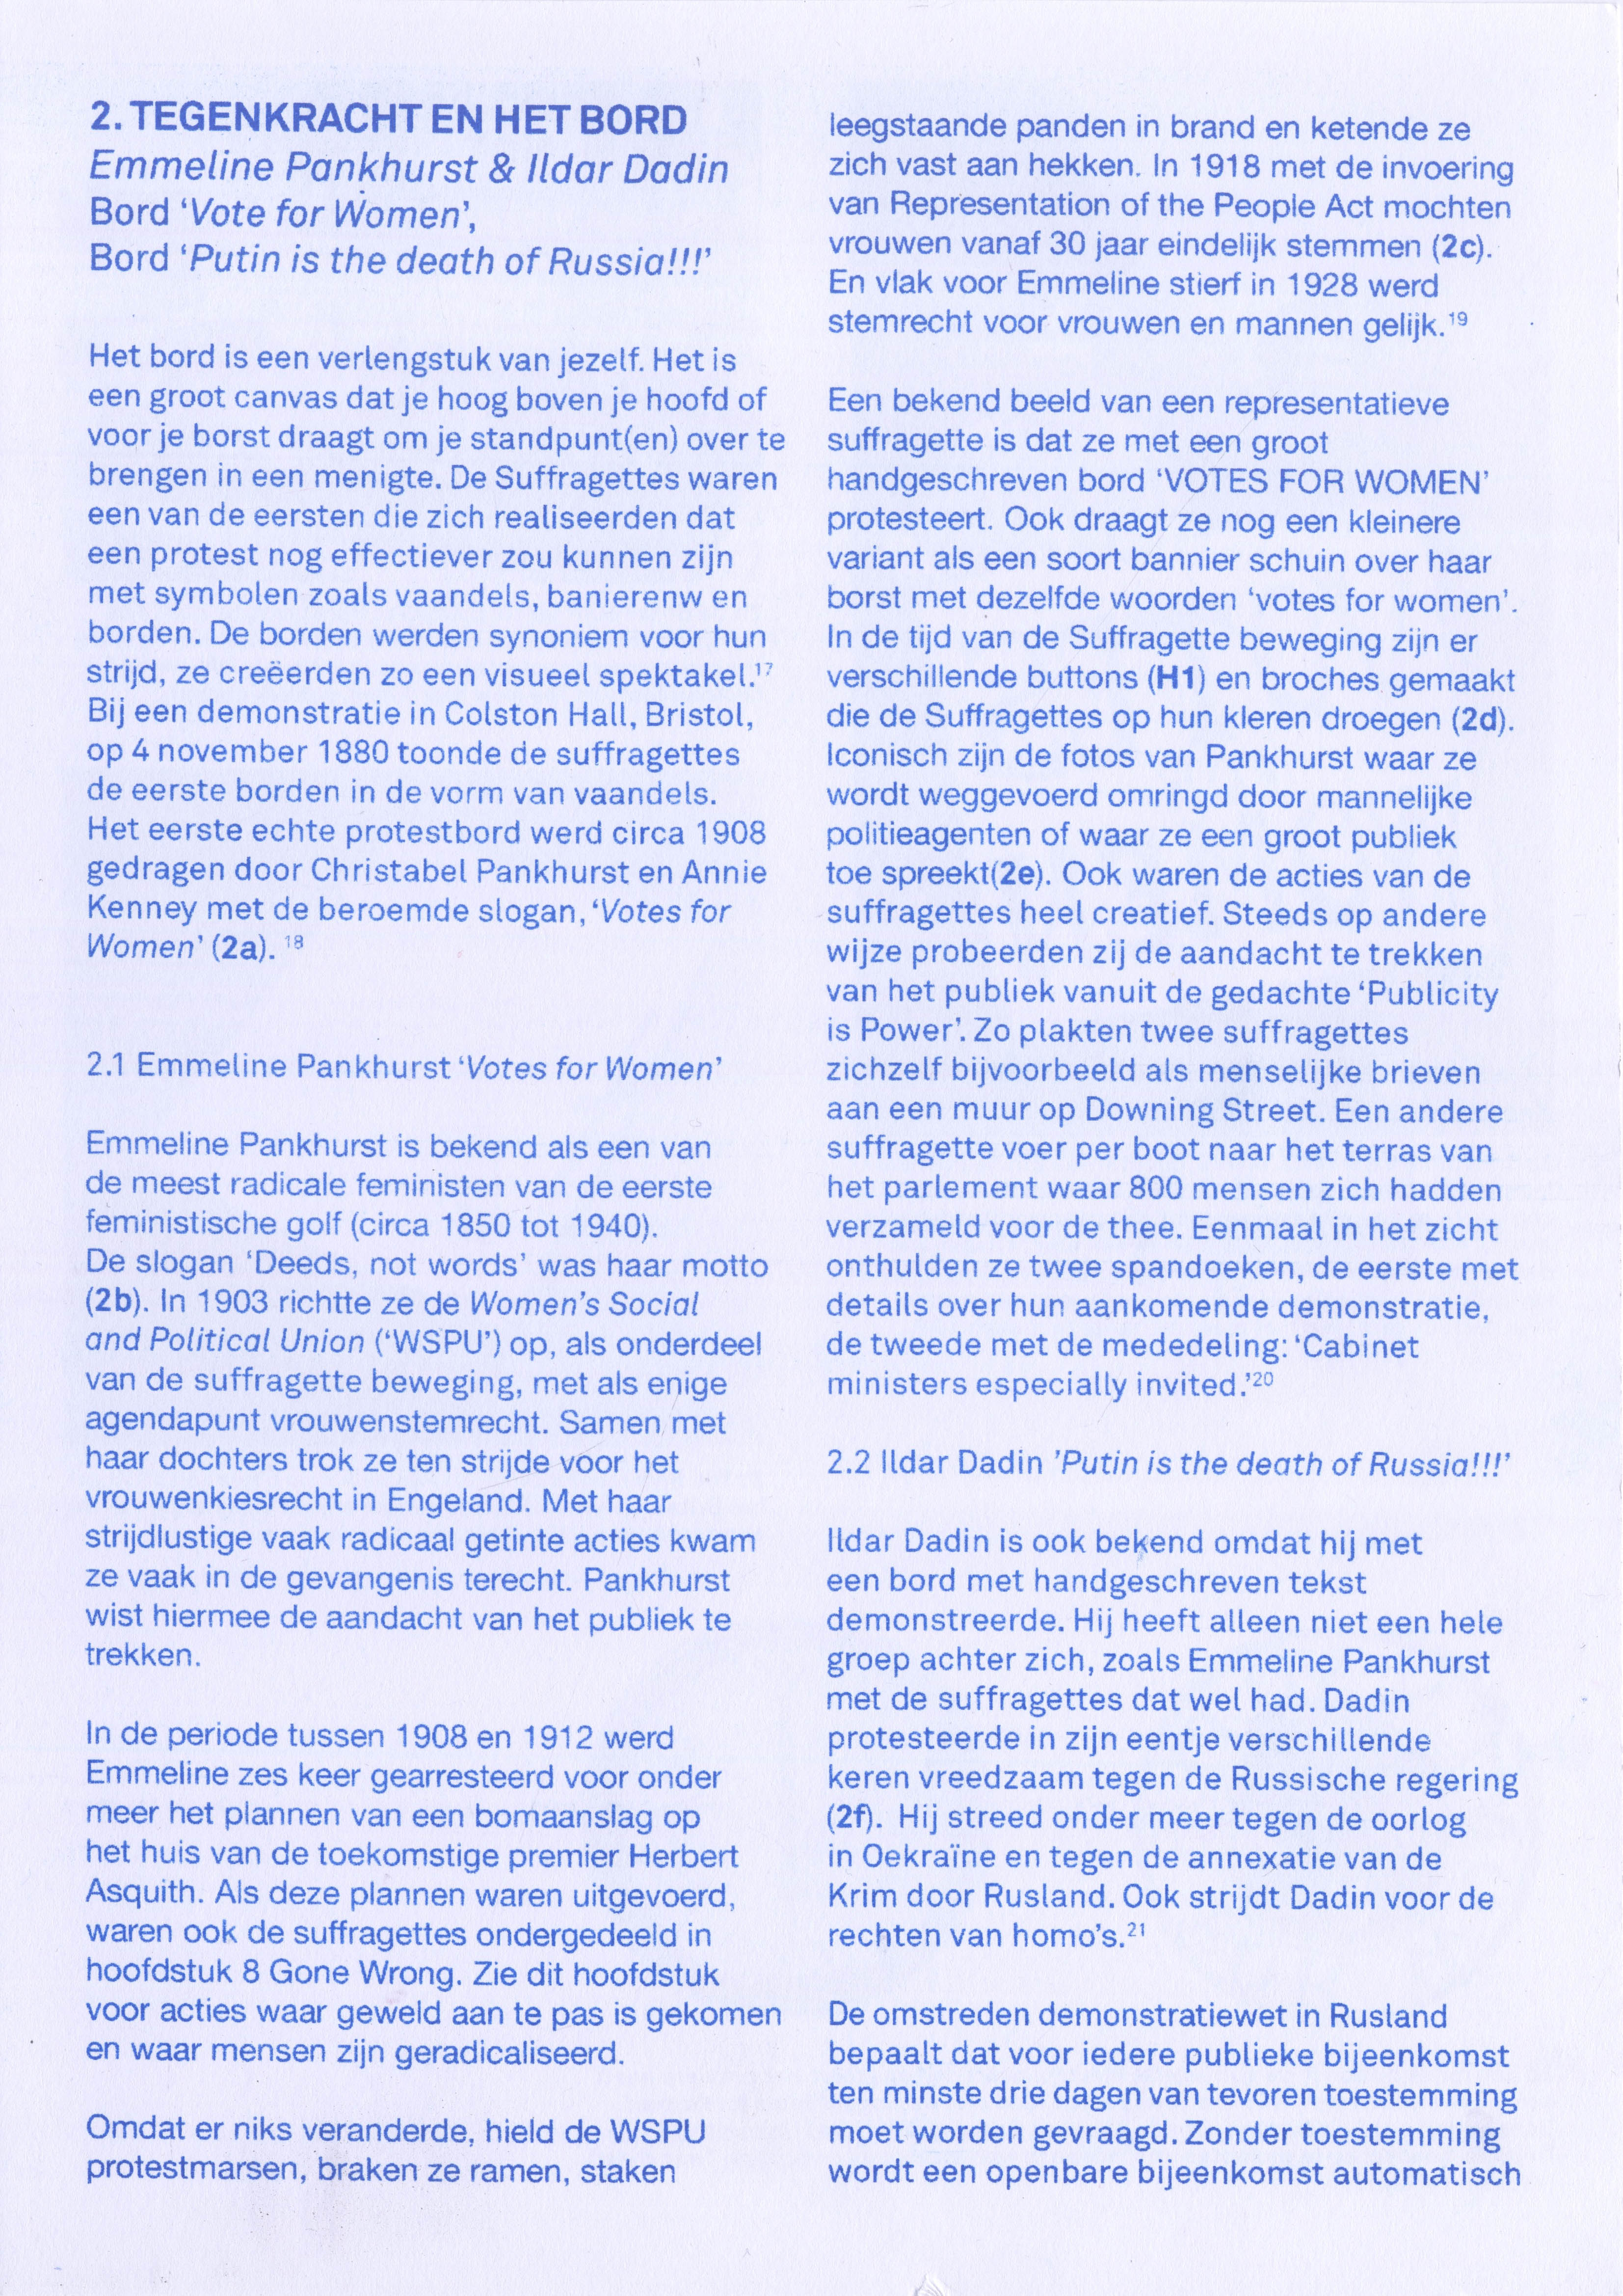 2. TEGENKRACHT EN HET BORD
Emmeline Pankhurst & Ildar Dadin
Bord ‘Vote for Women’,
Bord ‘Putin is the death of Russia!!!’
Het bord is een verlengstuk van jezelf. Het is
een groot canvas dat je hoog boven je hoofd of
voor je borst draagt om je standpunt(en) over te
brengen in een menigte. De Suffragettes waren
een van de eersten die zich realiseerden dat
een protest nog effectiever zou kunnen zijn
met symbolen zoals vaandels, banierenw en
borden. De borden werden synoniem voor hun
strijd, ze creëerden zo een visueel spektakel.¹⁷
Bij een demonstratie in Colston Hall, Bristol,
op 4 november 1880 toonde de suffragettes
de eerste borden in de vorm van vaandels.
Het eerste echte protestbord werd circa 1908
gedragen door Christabel Pankhurst en Annie
Kenney met de beroemde slogan, ‘Votes for
Women’ (2a). ¹⁸
2.1 Emmeline Pankhurst ‘Votes for Women’
Emmeline Pankhurst is bekend als een van
de meest radicale feministen van de eerste
feministische golf (circa 1850 tot 1940).
De slogan ‘Deeds, not words’ was haar motto
(2b). In 1903 richtte ze de Women’s Social
and Political Union (‘WSPU’) op, als onderdeel
van de suffragette beweging, met als enige
agendapunt vrouwenstemrecht. Samen met
haar dochters trok ze ten strijde voor het
vrouwenkiesrecht in Engeland. Met haar
strijdlustige vaak radicaal getinte acties kwam
ze vaak in de gevangenis terecht. Pankhurst
wist hiermee de aandacht van het publiek te
trekken.
In de periode tussen 1908 en 1912 werd
Emmeline zes keer gearresteerd voor onder
meer het plannen van een bomaanslag op
het huis van de toekomstige premier Herbert
Asquith. Als deze plannen waren uitgevoerd,
waren ook de suffragettes ondergedeeld in
hoofdstuk 8 Gone Wrong. Zie dit hoofdstuk
voor acties waar geweld aan te pas is gekomen
en waar mensen zijn geradicaliseerd.
Omdat er niks veranderde, hield de WSPU
protestmarsen, braken ze ramen, staken
leegstaande panden in brand en ketende ze
zich vast aan hekken. In 1918 met de invoering
van Representation of the People Act mochten
vrouwen vanaf 30 jaar eindelijk stemmen (2c).
En vlak voor Emmeline stierf in 1928 werd
stemrecht voor vrouwen en mannen gelijk.¹⁹
Een bekend beeld van een representatieve
suffragette is dat ze met een groot
handgeschreven bord ‘VOTES FOR WOMEN’
protesteert. Ook draagt ze nog een kleinere
variant als een soort bannier schuin over haar
borst met dezelfde woorden ‘votes for women’.
In de tijd van de Suffragette beweging zijn er
verschillende buttons (H1) en broches gemaakt
die de Suffragettes op hun kleren droegen (2d).
Iconisch zijn de fotos van Pankhurst waar ze
wordt weggevoerd omringd door mannelijke
politieagenten of waar ze een groot publiek
toe spreekt(2e). Ook waren de acties van de
suffragettes heel creatief. Steeds op andere
wijze probeerden zij de aandacht te trekken
van het publiek vanuit de gedachte ‘Publicity
is Power’. Zo plakten twee suffragettes
zichzelf bijvoorbeeld als menselijke brieven
aan een muur op Downing Street. Een andere
suffragette voer per boot naar het terras van
het parlement waar 800 mensen zich hadden
verzameld voor de thee. Eenmaal in het zicht
onthulden ze twee spandoeken, de eerste met
details over hun aankomende demonstratie,
de tweede met de mededeling: ‘Cabinet
ministers especially invited.’²⁰
2.2 Ildar Dadin ’Putin is the death of Russia!!!’
Ildar Dadin is ook bekend omdat hij met
een bord met handgeschreven tekst
demonstreerde. Hij heeft alleen niet een hele
groep achter zich, zoals Emmeline Pankhurst
met de suffragettes dat wel had. Dadin
protesteerde in zijn eentje verschillende
keren vreedzaam tegen de Russische regering
(2f). Hij streed onder meer tegen de oorlog
in Oekraïne en tegen de annexatie van de
Krim door Rusland. Ook strijdt Dadin voor de
rechten van homo’s.²¹
De omstreden demonstratiewet in Rusland
bepaalt dat voor iedere publieke bijeenkomst
ten minste drie dagen van tevoren toestemming
moet worden gevraagd. Zonder toestemming
wordt een openbare bijeenkomst automatisch